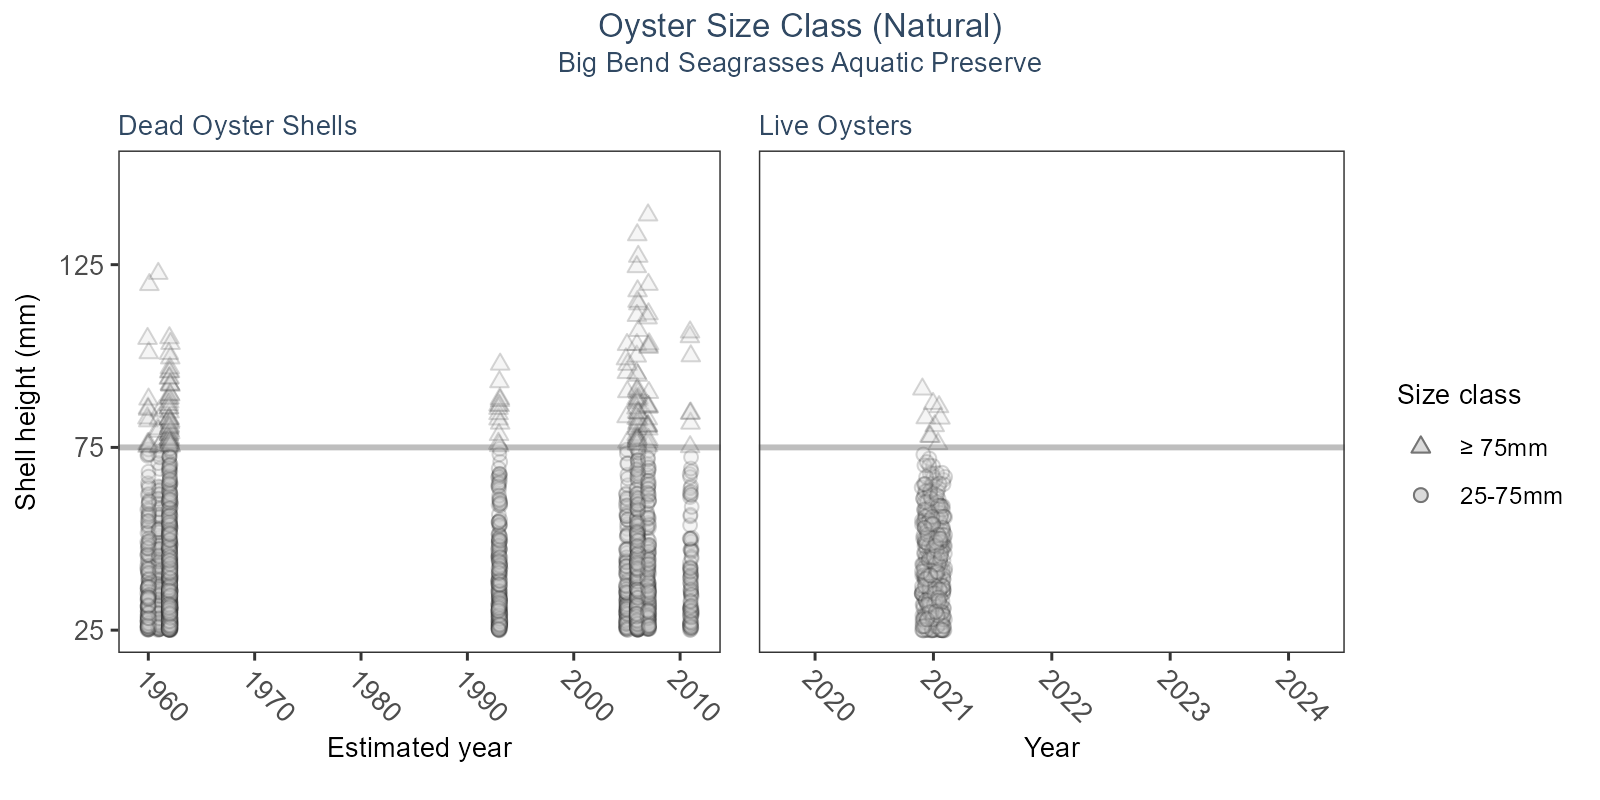 Oyster Size Class (Natural)
Big Bend Seagrasses Aquatic Preserve
Dead Oyster Shells
Live Oysters
Shell height (mm)
125
75
25
1960
1970
1980
1990
2000
2010
2020
2021
2022
2023
2024
Estimated year
Year
Size class
≥ 75mm
25-75mm